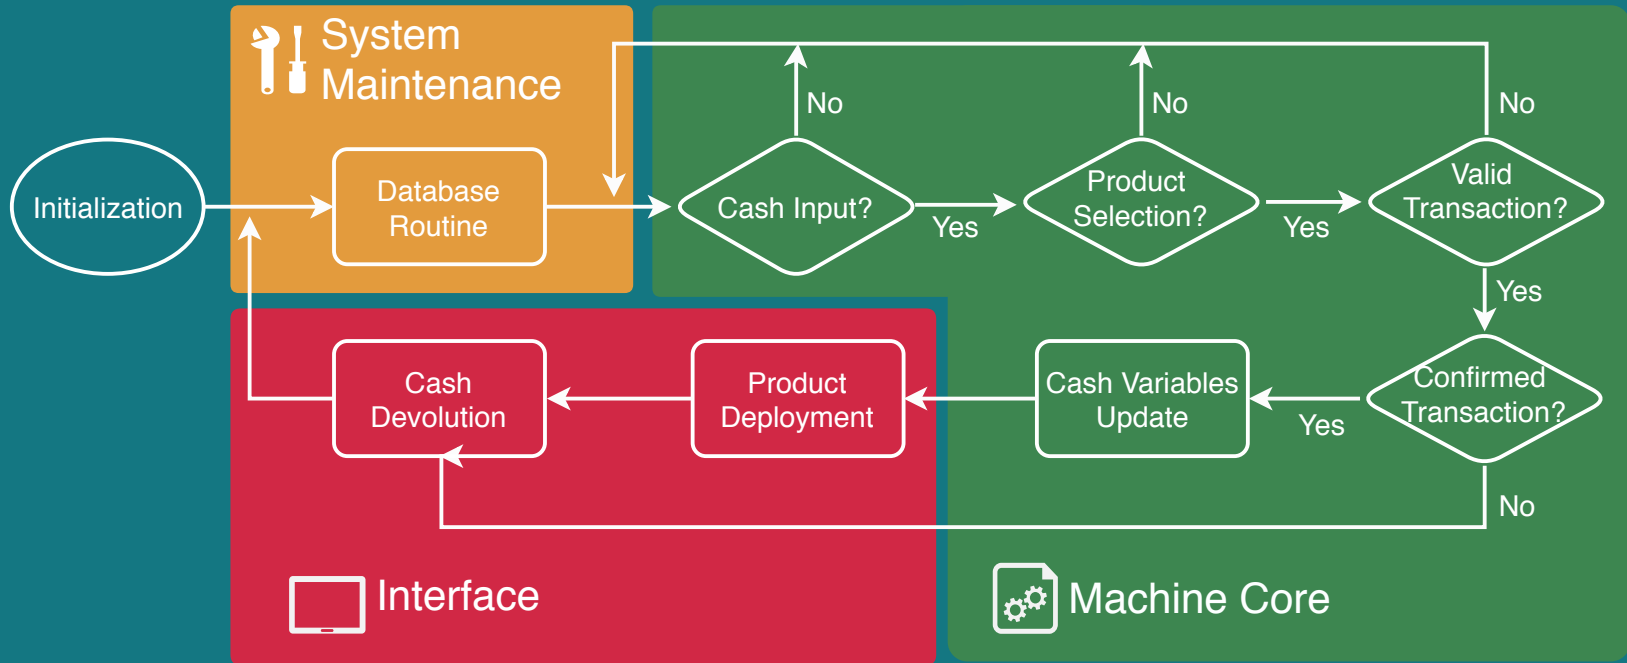 System
Maintenance
No
No
No
Initialization
Database
Routine
Cash Input?
Yes
Product
Selection?
Yes
Valid
Transaction?
Yes
Cash
Devolution
Product
Deployment
Cash Variables
Update
Yes
Confirmed
Transaction?
No
Interface
Machine Core